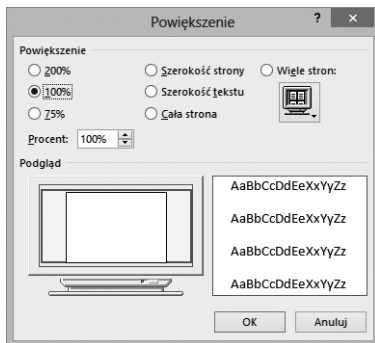 Powiększenie ? ×
Powiększenie
200% Szerokość strony Wiele stron:
100% Szerokość tekstu
75% Cała strona
Procent: 100%
Podgląd
AaBbCcDdEeXxYyZz
AaBbCcDdEeXxYyZz
AaBbCcDdEeXxYyZz
AaBbCcDdEeXxYyZz
OK Anuluj